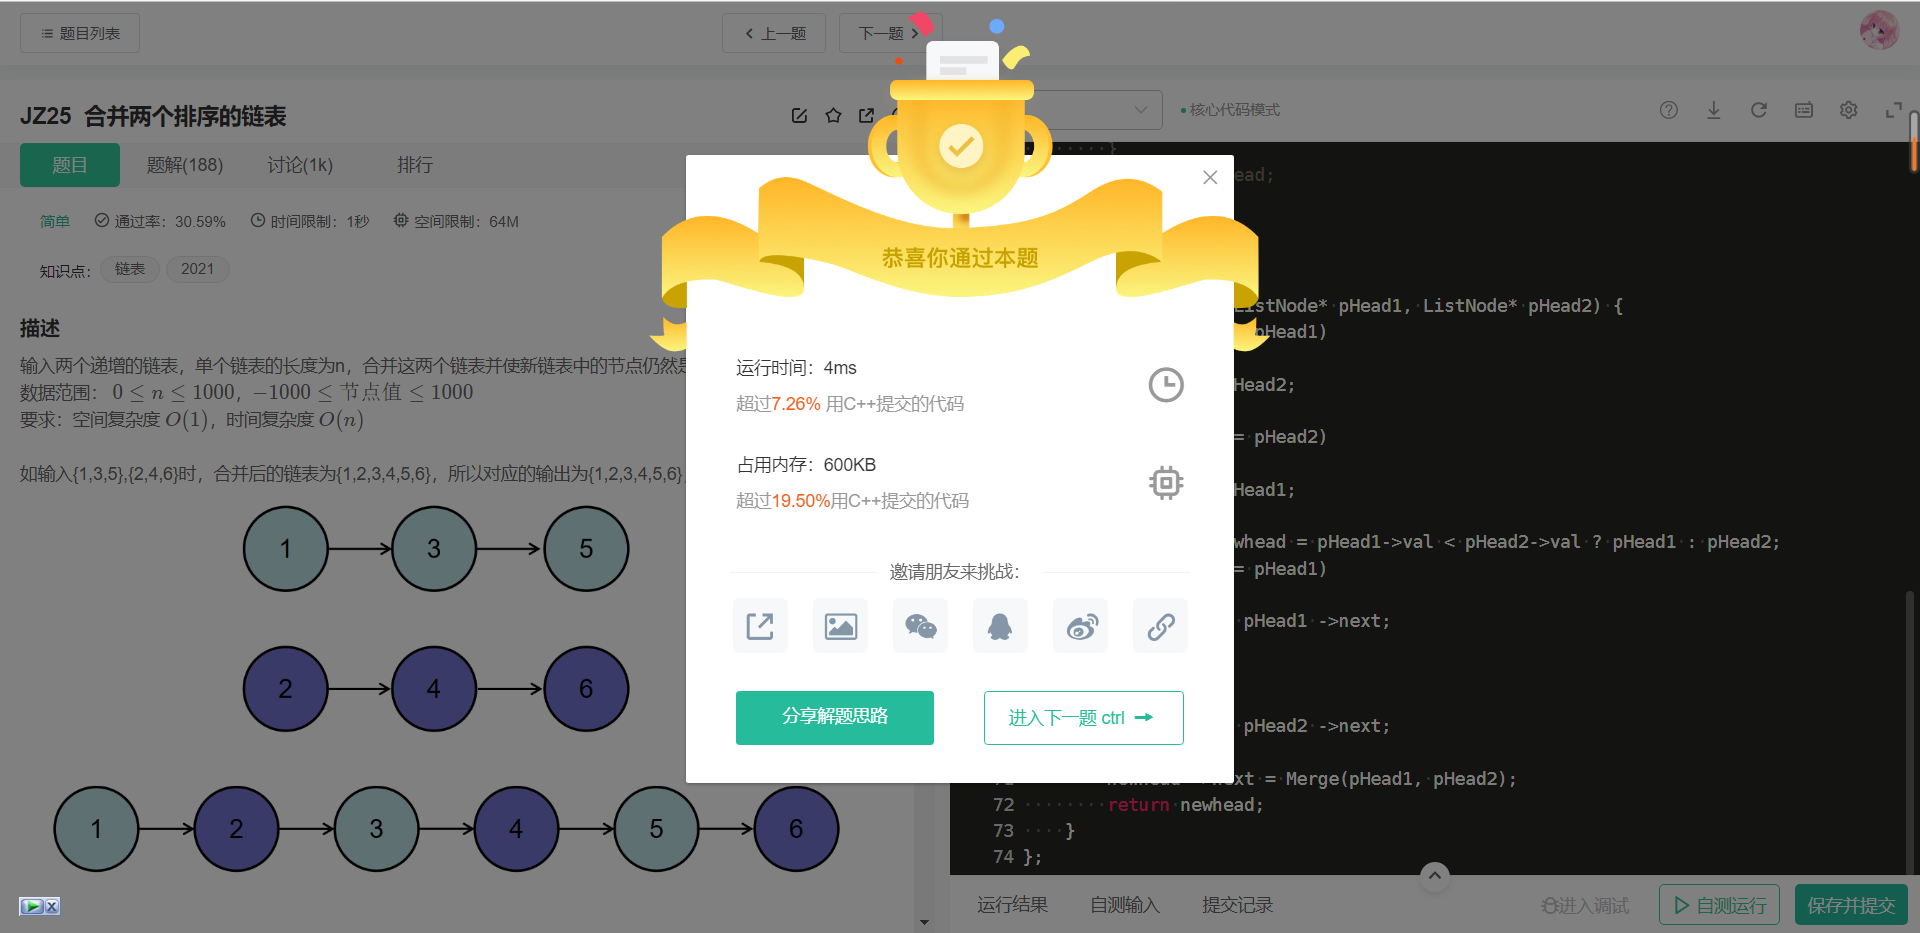 题目列表
上一题
下一题
JZ25 合并两个排序的链表
核心代码模式
题目
题解(188)
讨论(1k)
排行
简单
通过率：30.59%
时间限制：1秒
空间限制：64M
知识点：
链表
2021
描述
输入两个递增的链表，单个链表的长度为n，合并这两个链表并使新链表中的节点仍然是
数据范围： 0 ≤ n ≤ 1000，−1000 ≤ 节点值 ≤ 1000
要求：空间复杂度 O(1)，时间复杂度 O(n)
如输入{1,3,5},{2,4,6}时，合并后的链表为{1,2,3,4,5,6}，所以对应的输出为{1,2,3,4,5,6}
1
3
5
2
4
6
1
2
3
4
5
6
恭喜你通过本题
运行时间：4ms
超过7.26% 用C++提交的代码
占用内存：600KB
超过19.50%用C++提交的代码
邀请朋友来挑战：
分享解题思路
进入下一题 ctrl
}
ead;
ListNode* pHead1, ListNode* pHead2) {
pHead1)
Head2;
= pHead2)
Head1;
whead = pHead1->val < pHead2->val ? pHead1 : pHead2;
= pHead1)
pHead1 ->next;
pHead2 ->next;
= Merge(pHead1, pHead2);
72 return newhead;
73 }
74 };
运行结果
自测输入
提交记录
进入调试
自测运行
保存并提交